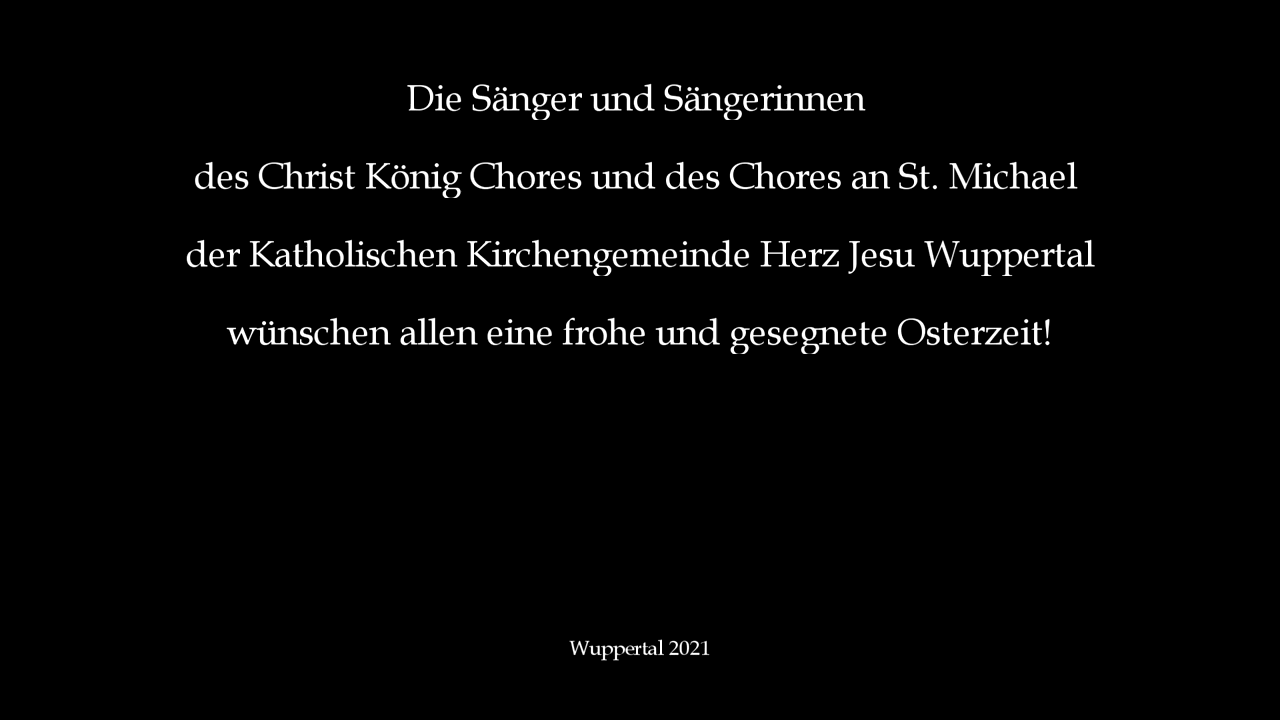 Die Sänger und Sängerinnen
des Christ König Chores und des Chores an St. Michael
der Katholischen Kirchengemeinde Herz Jesu Wuppertal
wünschen allen eine frohe und gesegnete Osterzeit!
Wuppertal 2021